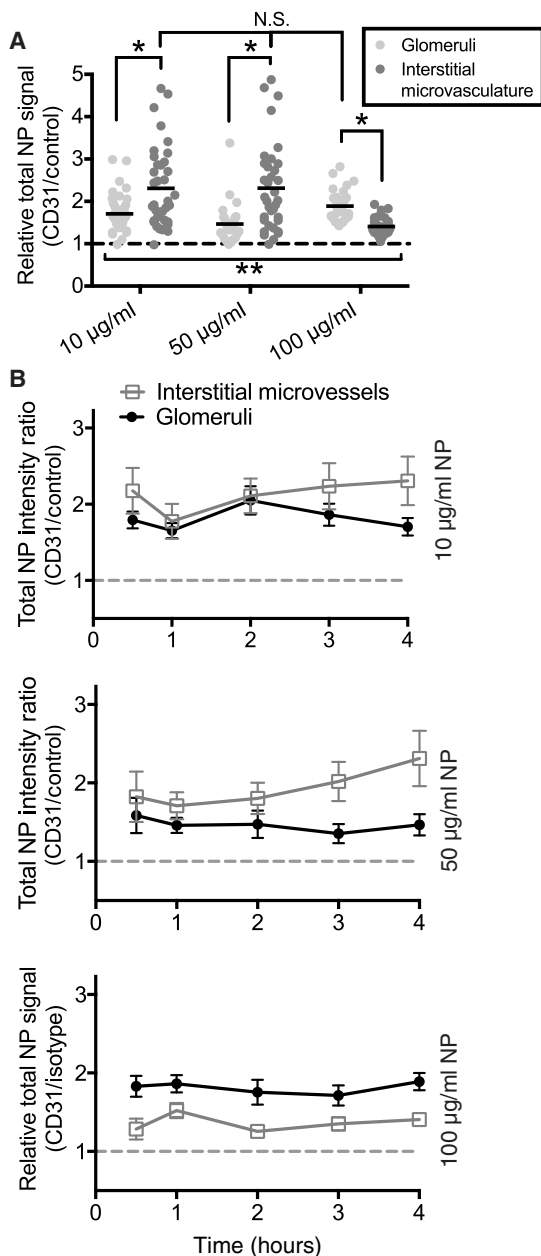 A
N.S.
Glomeruli
Interstitial
microvasculature
* * *
Relative total NP signal
(CD31/control)
5
4
3
2
1
0
**
10 µg/ml
50 µg/ml
100 µg/ml
B
Interstitial microvessels
Glomeruli
Total NP intensity ratio
(CD31/control)
3
2
1
0 1 2 3 4
10 µg/ml NP
Total NP intensity ratio
(CD31/control)
3
2
1
0 1 2 3 4
50 µg/ml NP
Relative total NP signal
(CD31/isotype)
3
2
1
0 1 2 3 4
100 µg/ml NP
Time (hours)